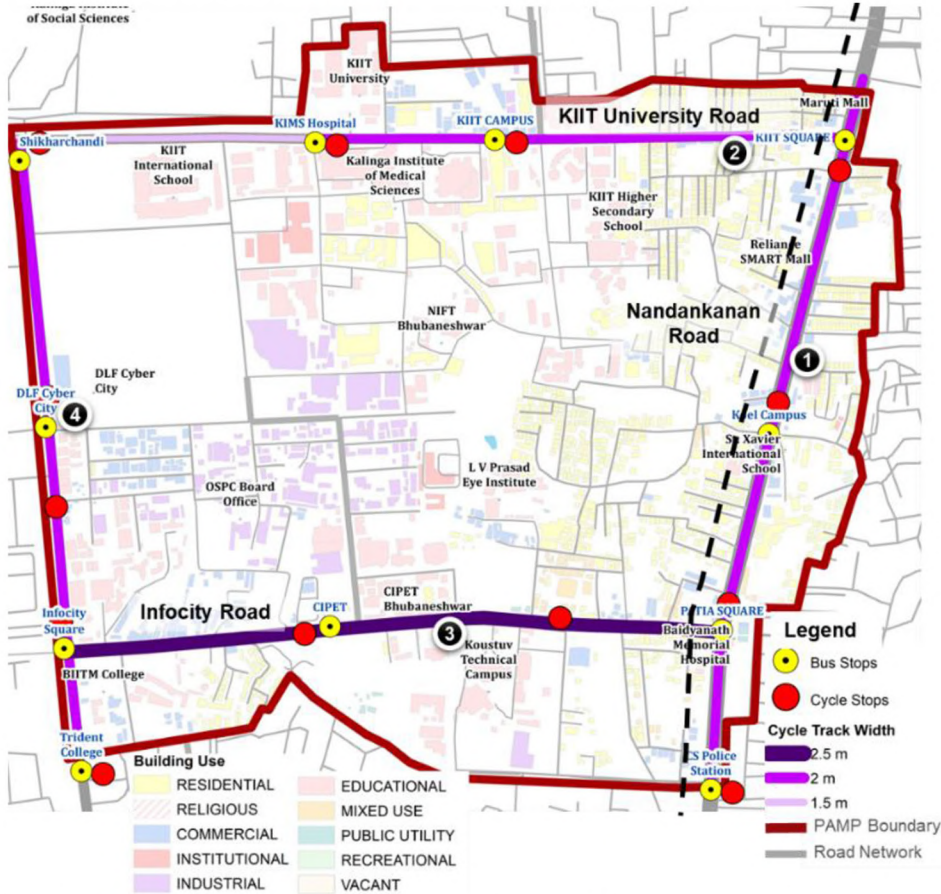 Kalinga Institute
of Social Sciences
KIIT
University
KIIT University Road
Maruti Mall
Shikharchandi
KIMS Hospital
KIIT CAMPUS
KIIT SQUARE
2
KIIT
International
School
Kalinga Institute
of Medical
Sciences
KIIT Higher
Secondary
School
Reliance
SMART Mall
NIFT
Bhubaneshwar
Nandankanan
Road
1
DLF Cyber
City
DLF Cyber
City
4
Koel Campus
St. Xavier
International
School
OSPC Board
Office
L V Prasad
Eye Institute
Infocity
Square
Infocity Road
CIPET
CIPET
Bhubaneshwar
3
PATIA SQUARE
Baidyanath
Memorial
Hospital
BIITM College
Koustuv
Technical
Campus
Trident
College
CS Police
Station
Legend
Bus Stops
Cycle Stops
Cycle Track Width
2.5 m
2 m
1.5 m
PAMP Boundary
Road Network
Building Use
RESIDENTIAL
RELIGIOUS
COMMERCIAL
INSTITUTIONAL
INDUSTRIAL
EDUCATIONAL
MIXED USE
PUBLIC UTILITY
RECREATIONAL
VACANT